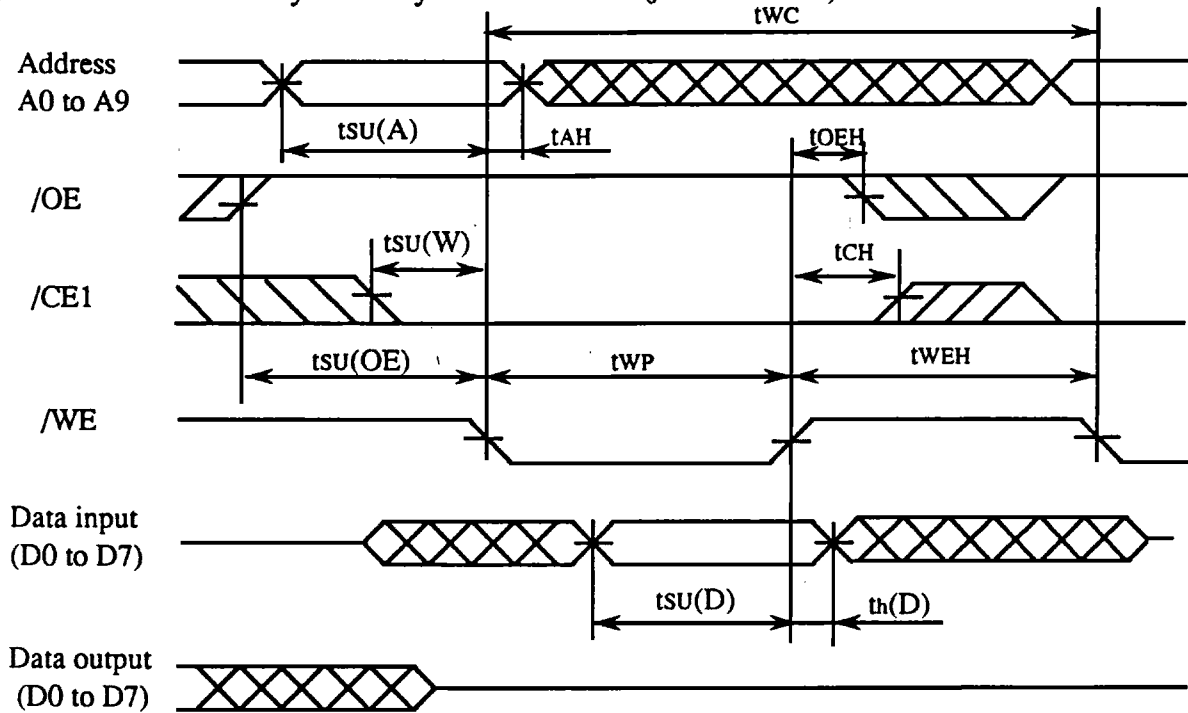 tWC
Address
A0 to A9
tSU(A)
tAH
tOEH
/OE
tSU(W)
tCH
/CE1
tSU(OE)
tWP
tWEH
/WE
Data input
(D0 to D7)
tSU(D)
th(D)
Data output
(D0 to D7)